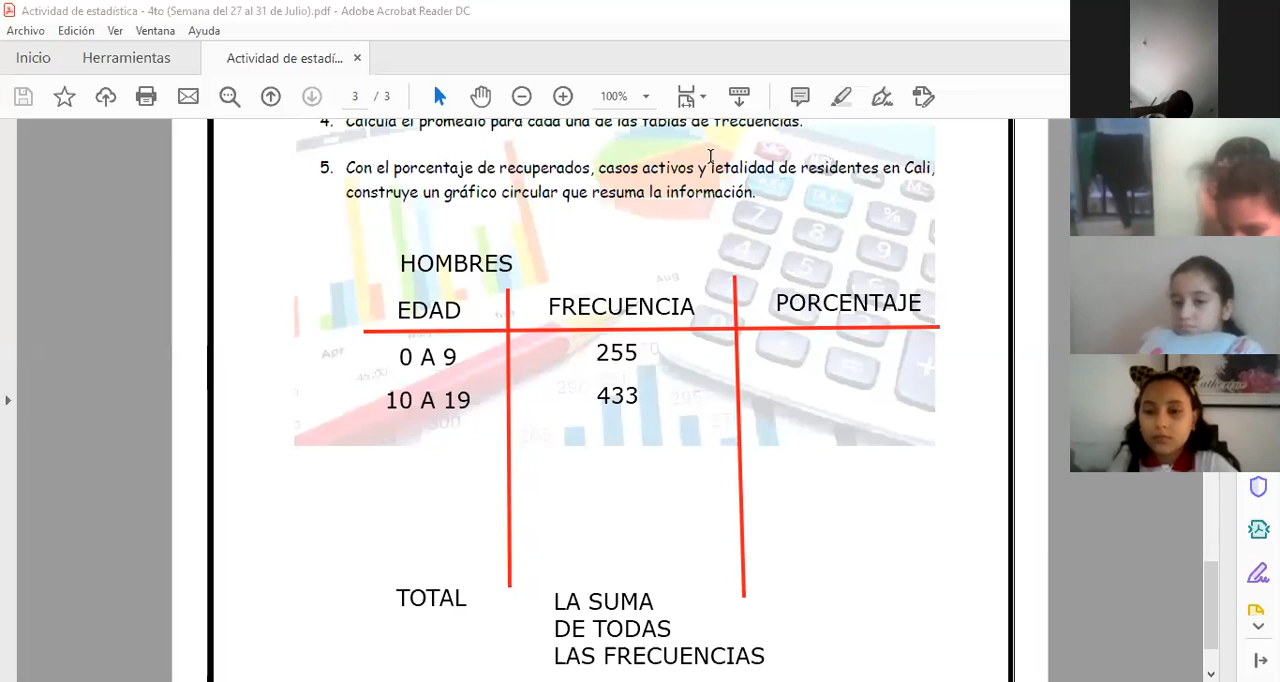 Actividad de estadística - 4to (Semana del 27 al 31 de Julio).pdf - Adobe Acrobat Reader DC
Archivo Edición Ver Ventana Ayuda
Inicio Herramientas Actividad de estadí... ×
3 / 3 100%
4. Calcula el promedio para cada una de las tablas de frecuencias.
5. Con el porcentaje de recuperados, casos activos y letalidad de residentes en Cali,
construye un gráfico circular que resuma la información.
HOMBRES
EDAD FRECUENCIA PORCENTAJE
0 A 9 255
10 A 19 433
TOTAL LA SUMA
DE TODAS
LAS FRECUENCIAS